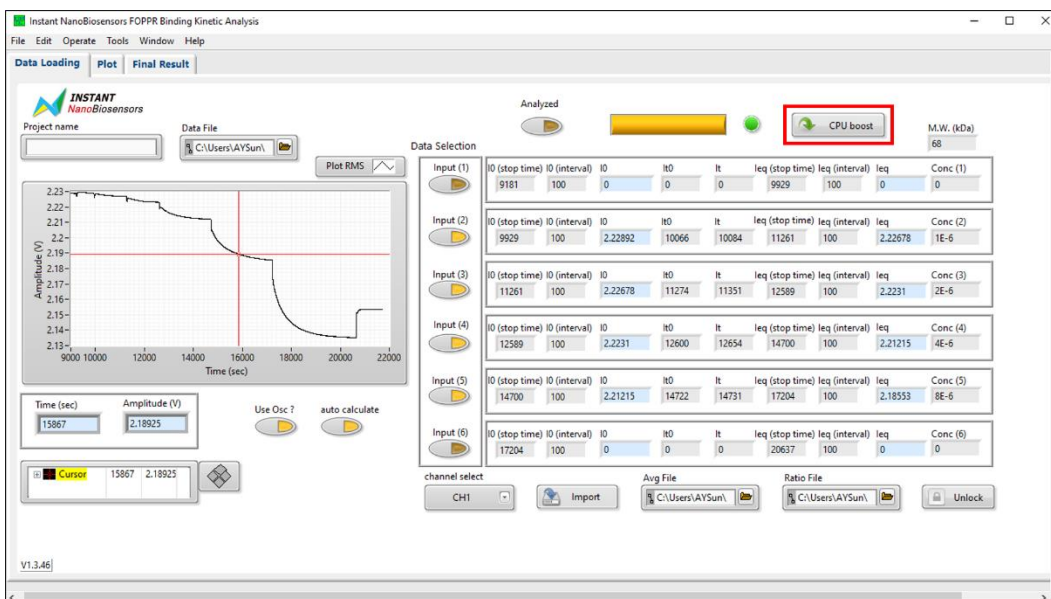 Instant NanoBiosensors FOPPR Binding Kinetic Analysis
File Edit Operate Tools Window Help
Data Loading Plot Final Result
INSTANT
NanoBiosensors
Project name
Data File
C:\Users\AYSun\
Plot RMS
Analyzed
CPU boost
M.W. (kDa)
68
Data Selection
Amplitude (V)
2.23
2.22
2.21
2.2
2.19
2.18
2.17
2.16
2.15
2.14
2.13
9000 10000 12000 14000 16000 18000 20000 22000
Time (sec)
Input (1) I0 (stop time) I0 (interval) I0 It0 It Ieq (stop time) Ieq (interval) Ieq Conc (1)
9181 100 0 0 0 9929 100 0 0
Input (2) I0 (stop time) I0 (interval) I0 It0 It Ieq (stop time) Ieq (interval) Ieq Conc (2)
9929 100 2.22892 10066 10084 11261 100 2.22678 1E-6
Input (3) I0 (stop time) I0 (interval) I0 It0 It Ieq (stop time) Ieq (interval) Ieq Conc (3)
11261 100 2.22678 11274 11351 12589 100 2.2231 2E-6
Input (4) I0 (stop time) I0 (interval) I0 It0 It Ieq (stop time) Ieq (interval) Ieq Conc (4)
12589 100 2.2231 12600 12654 14700 100 2.21215 4E-6
Input (5) I0 (stop time) I0 (interval) I0 It0 It Ieq (stop time) Ieq (interval) Ieq Conc (5)
14700 100 2.21215 14722 14731 17204 100 2.18553 8E-6
Input (6) I0 (stop time) I0 (interval) I0 It0 It Ieq (stop time) Ieq (interval) Ieq Conc (6)
17204 100 0 0 0 20637 100 0 0
Time (sec) Amplitude (V)
15867 2.18925
Use Osc ? auto calculate
Cursor 15867 2.18925
channel select
CH1
Import
Avg File
C:\Users\AYSun\
Ratio File
C:\Users\AYSun\
Unlock
V1.3.46